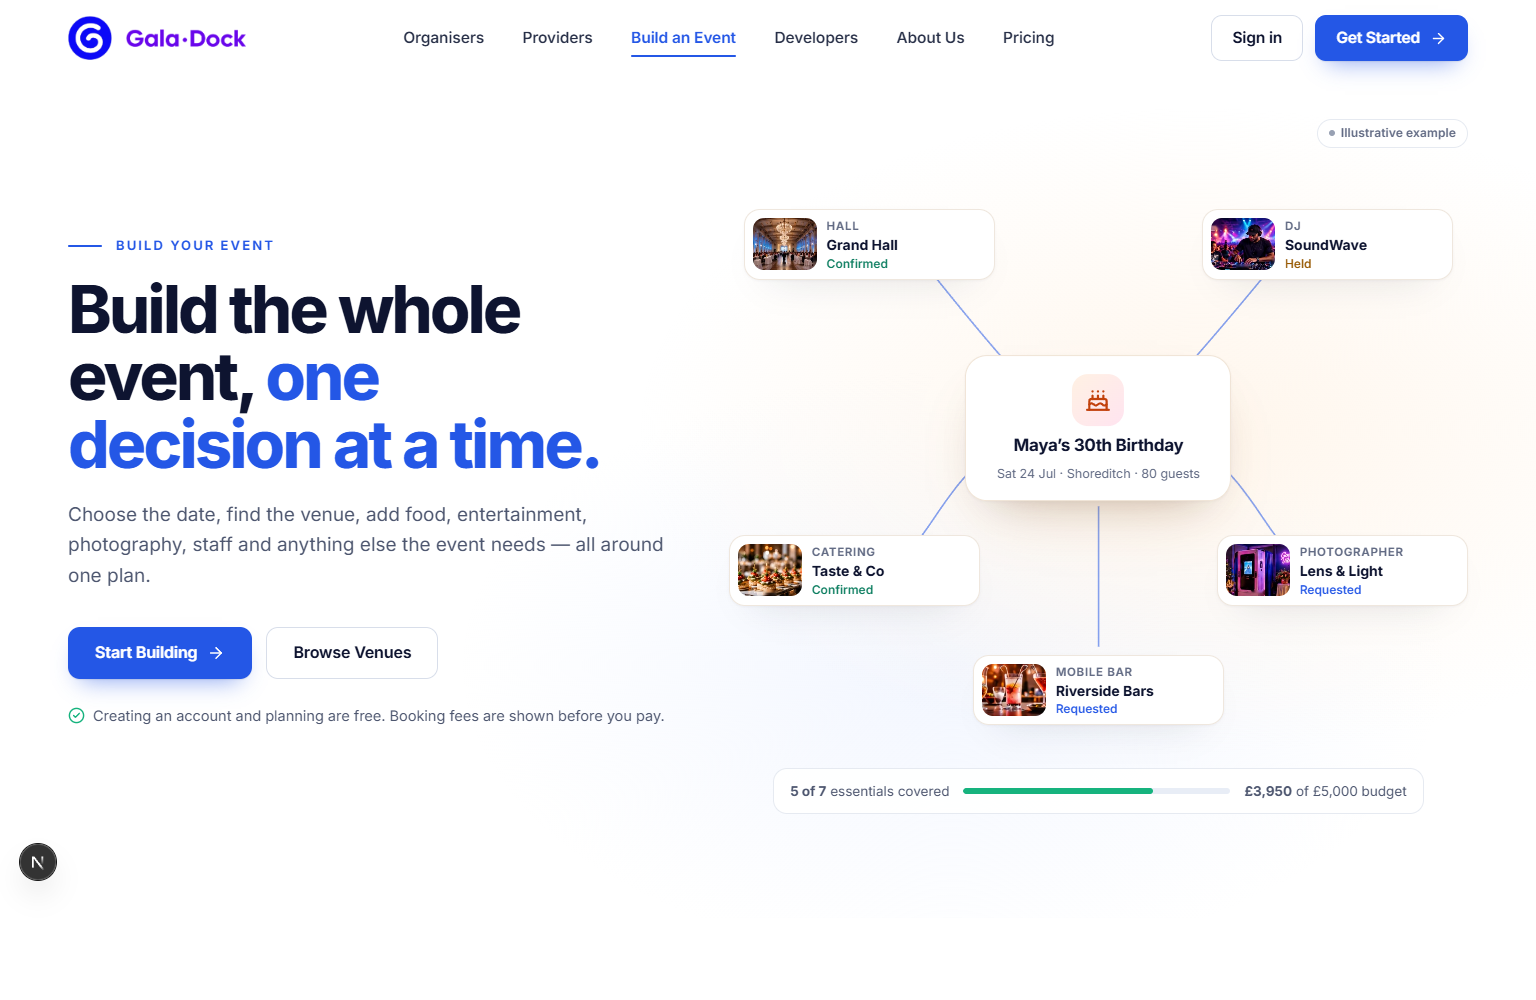 Gala·Dock
Organisers
Providers
Build an Event
Developers
About Us
Pricing
Sign in
Get Started
Illustrative example
BUILD YOUR EVENT
Build the whole
event, one
decision at a time.
Choose the date, find the venue, add food, entertainment,
photography, staff and anything else the event needs — all around
one plan.
Start Building
Browse Venues
Creating an account and planning are free. Booking fees are shown before you pay.
HALL
Grand Hall
Confirmed
DJ
SoundWave
Held
Maya’s 30th Birthday
Sat 24 Jul · Shoreditch · 80 guests
CATERING
Taste & Co
Confirmed
PHOTOGRAPHER
Lens & Light
Requested
MOBILE BAR
Riverside Bars
Requested
5 of 7 essentials covered
£3,950 of £5,000 budget
N